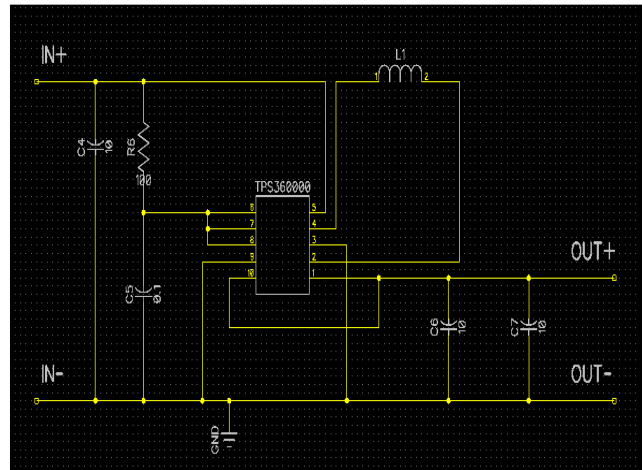 IN+
L1
1 2
C4
10
R6
100
TPS360000
6 5
7 4
8 3
9 2
10 1
C5
0.1
OUT+
C6
10
C7
10
IN-
OUT-
GND